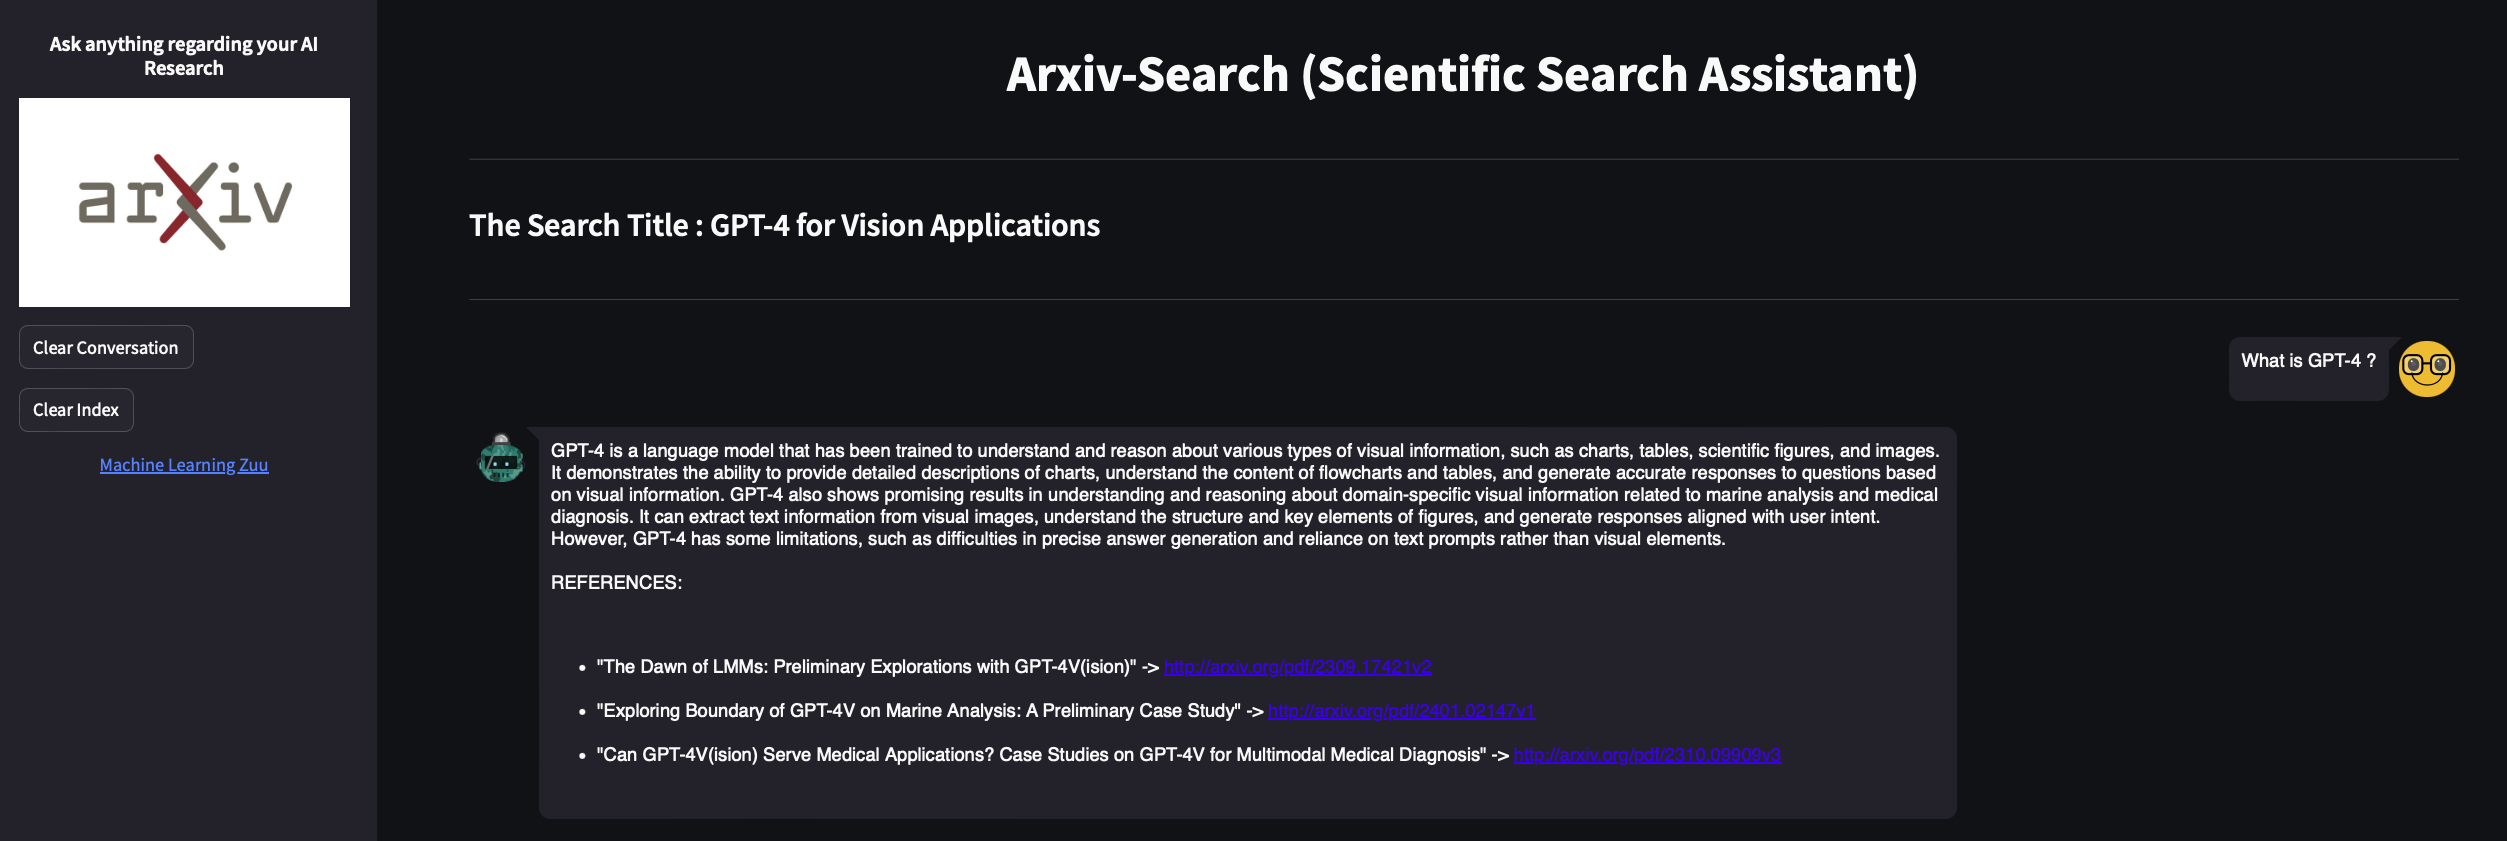 Ask anything regarding your AI
Research
arXiv
Clear Conversation
Clear Index
Machine Learning Zuu
Arxiv-Search (Scientific Search Assistant)
The Search Title : GPT-4 for Vision Applications
What is GPT-4 ?
GPT-4 is a language model that has been trained to understand and reason about various types of visual information, such as charts, tables, scientific figures, and images.
It demonstrates the ability to provide detailed descriptions of charts, understand the content of flowcharts and tables, and generate accurate responses to questions based
on visual information. GPT-4 also shows promising results in understanding and reasoning about domain-specific visual information related to marine analysis and medical
diagnosis. It can extract text information from visual images, understand the structure and key elements of figures, and generate responses aligned with user intent.
However, GPT-4 has some limitations, such as difficulties in precise answer generation and reliance on text prompts rather than visual elements.
REFERENCES:
• "The Dawn of LMMs: Preliminary Explorations with GPT-4V(ision)" -> http://arxiv.org/pdf/2309.17421v2
• "Exploring Boundary of GPT-4V on Marine Analysis: A Preliminary Case Study" -> http://arxiv.org/pdf/2401.02147v1
• "Can GPT-4V(ision) Serve Medical Applications? Case Studies on GPT-4V for Multimodal Medical Diagnosis" -> http://arxiv.org/pdf/2310.09909v3